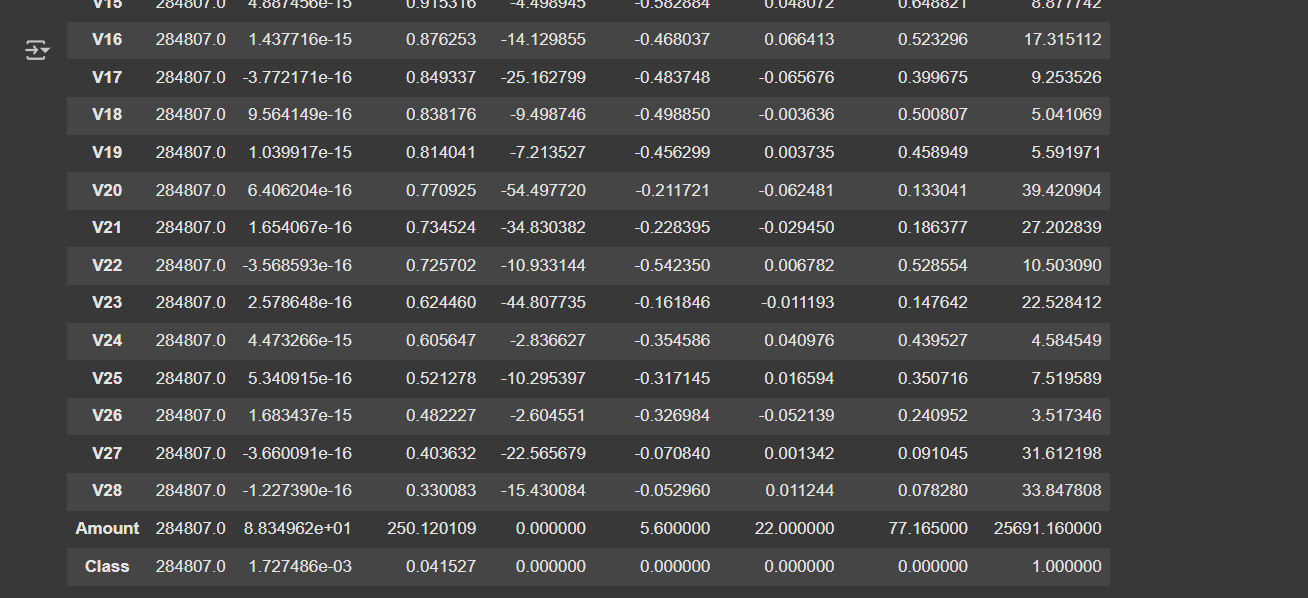 V15 284807.0 4.887456e-15 0.915316 -4.498945 -0.582884 0.048072 0.648821 8.877742
V16 284807.0 1.437716e-15 0.876253 -14.129855 -0.468037 0.066413 0.523296 17.315112
V17 284807.0 -3.772171e-16 0.849337 -25.162799 -0.483748 -0.065676 0.399675 9.253526
V18 284807.0 9.564149e-16 0.838176 -9.498746 -0.498850 -0.003636 0.500807 5.041069
V19 284807.0 1.039917e-15 0.814041 -7.213527 -0.456299 0.003735 0.458949 5.591971
V20 284807.0 6.406204e-16 0.770925 -54.497720 -0.211721 -0.062481 0.133041 39.420904
V21 284807.0 1.654067e-16 0.734524 -34.830382 -0.228395 -0.029450 0.186377 27.202839
V22 284807.0 -3.568593e-16 0.725702 -10.933144 -0.542350 0.006782 0.528554 10.503090
V23 284807.0 2.578648e-16 0.624460 -44.807735 -0.161846 -0.011193 0.147642 22.528412
V24 284807.0 4.473266e-15 0.605647 -2.836627 -0.354586 0.040976 0.439527 4.584549
V25 284807.0 5.340915e-16 0.521278 -10.295397 -0.317145 0.016594 0.350716 7.519589
V26 284807.0 1.683437e-15 0.482227 -2.604551 -0.326984 -0.052139 0.240952 3.517346
V27 284807.0 -3.660091e-16 0.403632 -22.565679 -0.070840 0.001342 0.091045 31.612198
V28 284807.0 -1.227390e-16 0.330083 -15.430084 -0.052960 0.011244 0.078280 33.847808
Amount 284807.0 8.834962e+01 250.120109 0.000000 5.600000 22.000000 77.165000 25691.160000
Class 284807.0 1.727486e-03 0.041527 0.000000 0.000000 0.000000 0.000000 1.000000